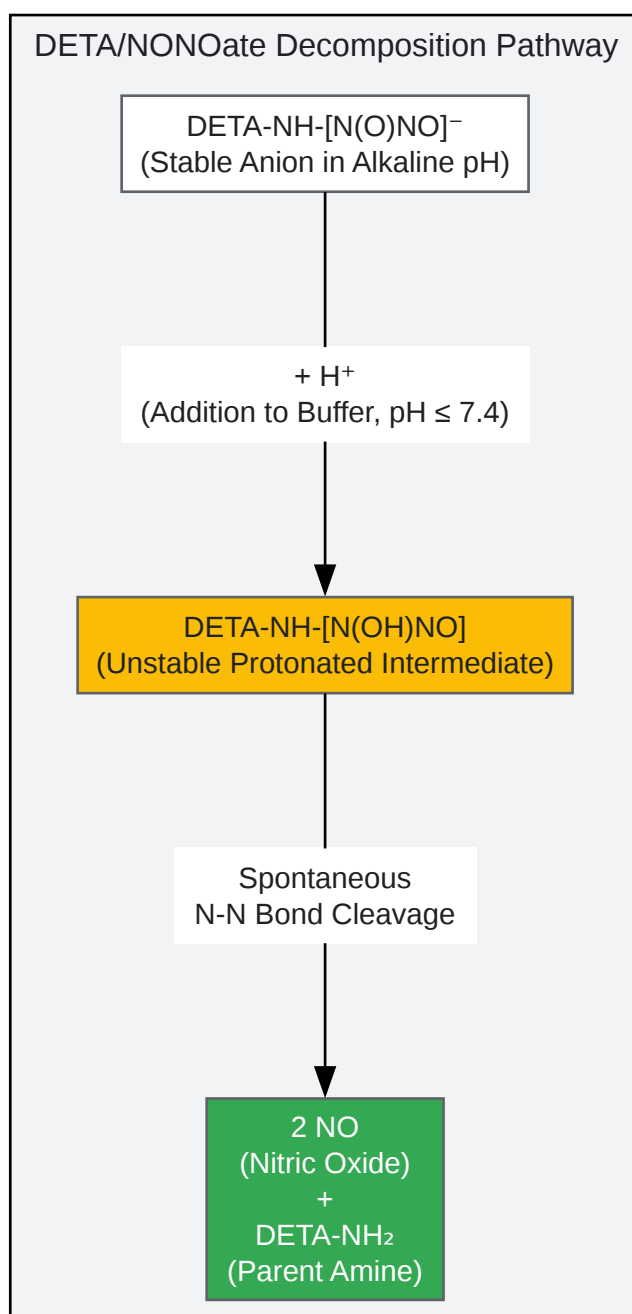 DETA/NONOate Decomposition Pathway
DETA-NH-[N(O)NO]⁻
(Stable Anion in Alkaline pH)
+ H⁺
(Addition to Buffer, pH ≤ 7.4)
DETA-NH-[N(OH)NO]
(Unstable Protonated Intermediate)
Spontaneous
N-N Bond Cleavage
2 NO
(Nitric Oxide)
+
DETA-NH₂
(Parent Amine)